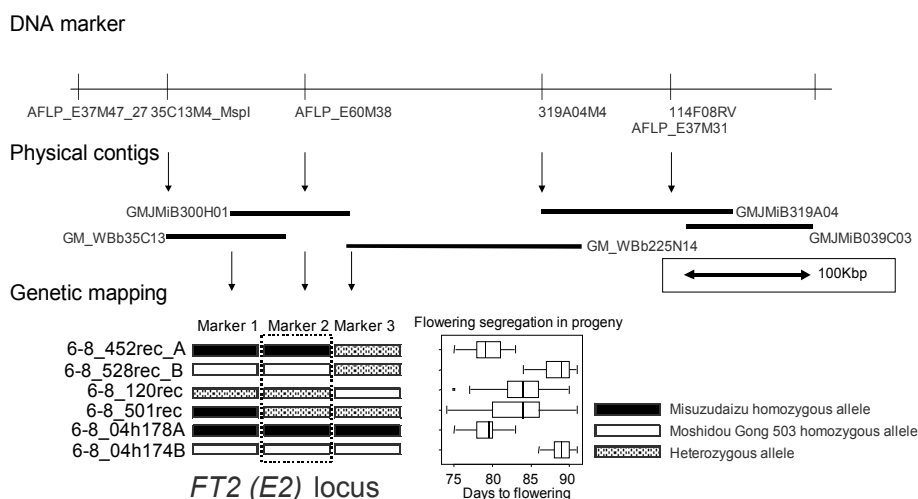 DNA marker
AFLP_E37M47_27 35C13M4_MspI AFLP_E60M38 319A04M4 114F08RV
AFLP_E37M31
Physical contigs
GMJMiB300H01 GMJMiB319A04
GM_WBb35C13 GM_WBb225N14 GMJMiB039C03
100Kbp
Genetic mapping
Marker 1 Marker 2 Marker 3 Flowering segregation in progeny
6-8_452rec_A
6-8_528rec_B
6-8_120rec
6-8_501rec Misuzudaizu homozygous allele
6-8_04h178A Moshidou Gong 503 homozygous allele
6-8_04h174B Heterozygous allele
75 80 85 90
FT2 (E2) locus Days to flowering